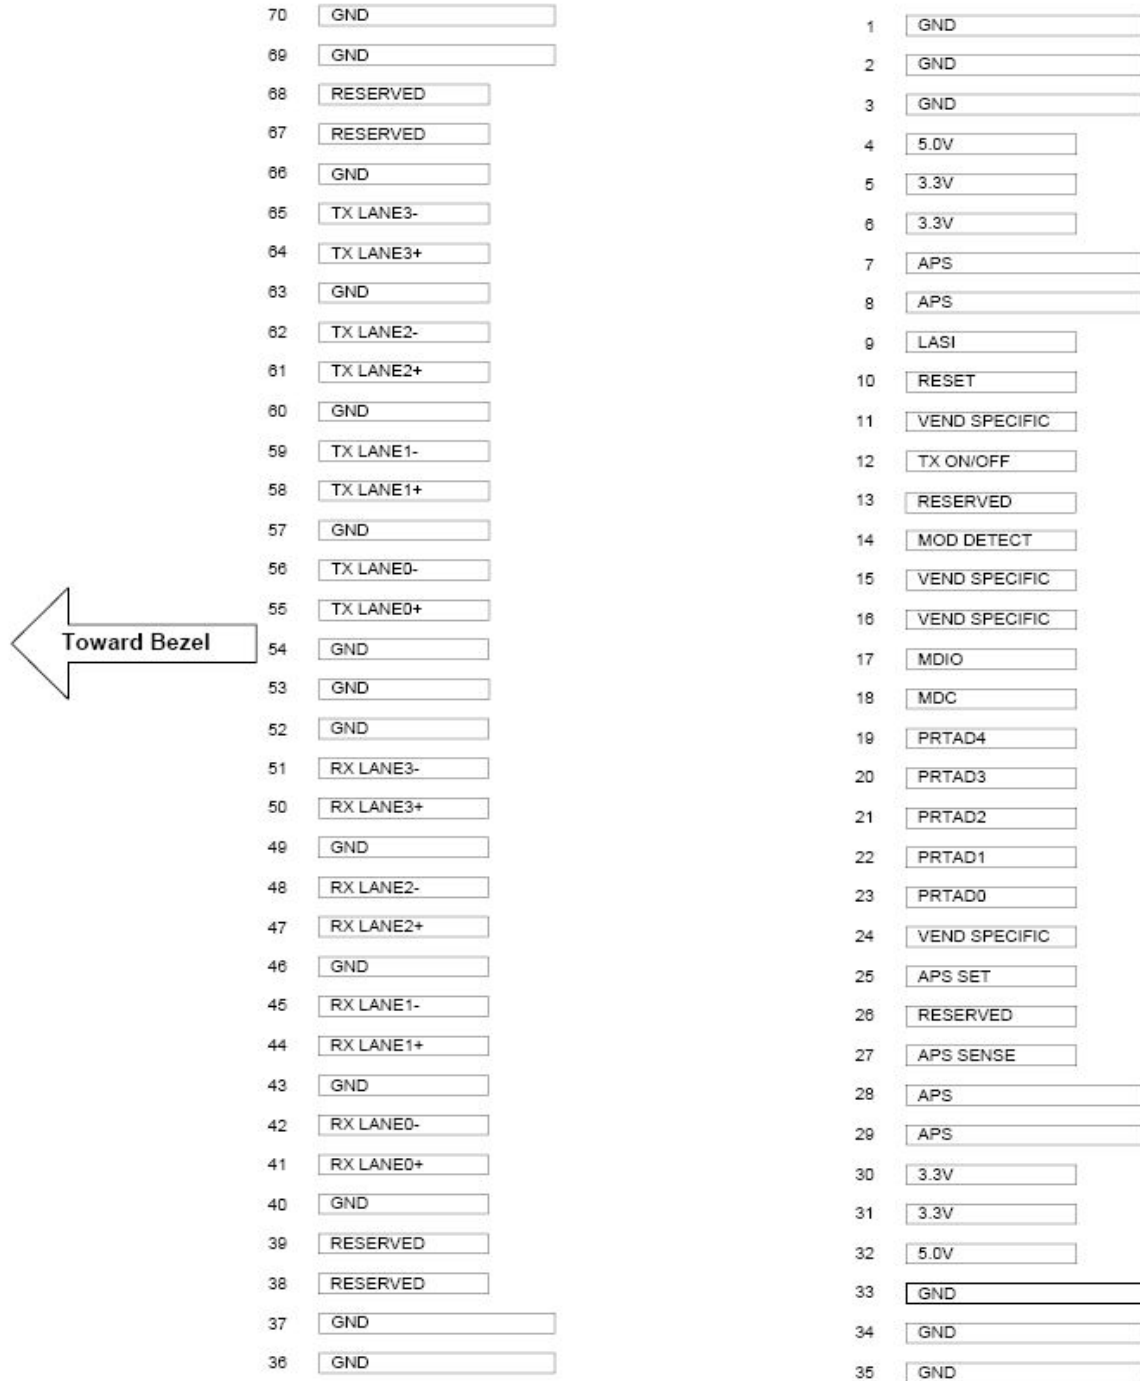 70 GND
69 GND
68 RESERVED
67 RESERVED
66 GND
65 TX LANE3-
64 TX LANE3+
63 GND
62 TX LANE2-
61 TX LANE2+
60 GND
59 TX LANE1-
58 TX LANE1+
57 GND
56 TX LANE0-
55 TX LANE0+
54 GND
53 GND
52 GND
51 RX LANE3-
50 RX LANE3+
49 GND
48 RX LANE2-
47 RX LANE2+
46 GND
45 RX LANE1-
44 RX LANE1+
43 GND
42 RX LANE0-
41 RX LANE0+
40 GND
39 RESERVED
38 RESERVED
37 GND
36 GND
Toward Bezel
1 GND
2 GND
3 GND
4 5.0V
5 3.3V
6 3.3V
7 APS
8 APS
9 LASI
10 RESET
11 VEND SPECIFIC
12 TX ON/OFF
13 RESERVED
14 MOD DETECT
15 VEND SPECIFIC
16 VEND SPECIFIC
17 MDIO
18 MDC
19 PRTAD4
20 PRTAD3
21 PRTAD2
22 PRTAD1
23 PRTAD0
24 VEND SPECIFIC
25 APS SET
26 RESERVED
27 APS SENSE
28 APS
29 APS
30 3.3V
31 3.3V
32 5.0V
33 GND
34 GND
35 GND